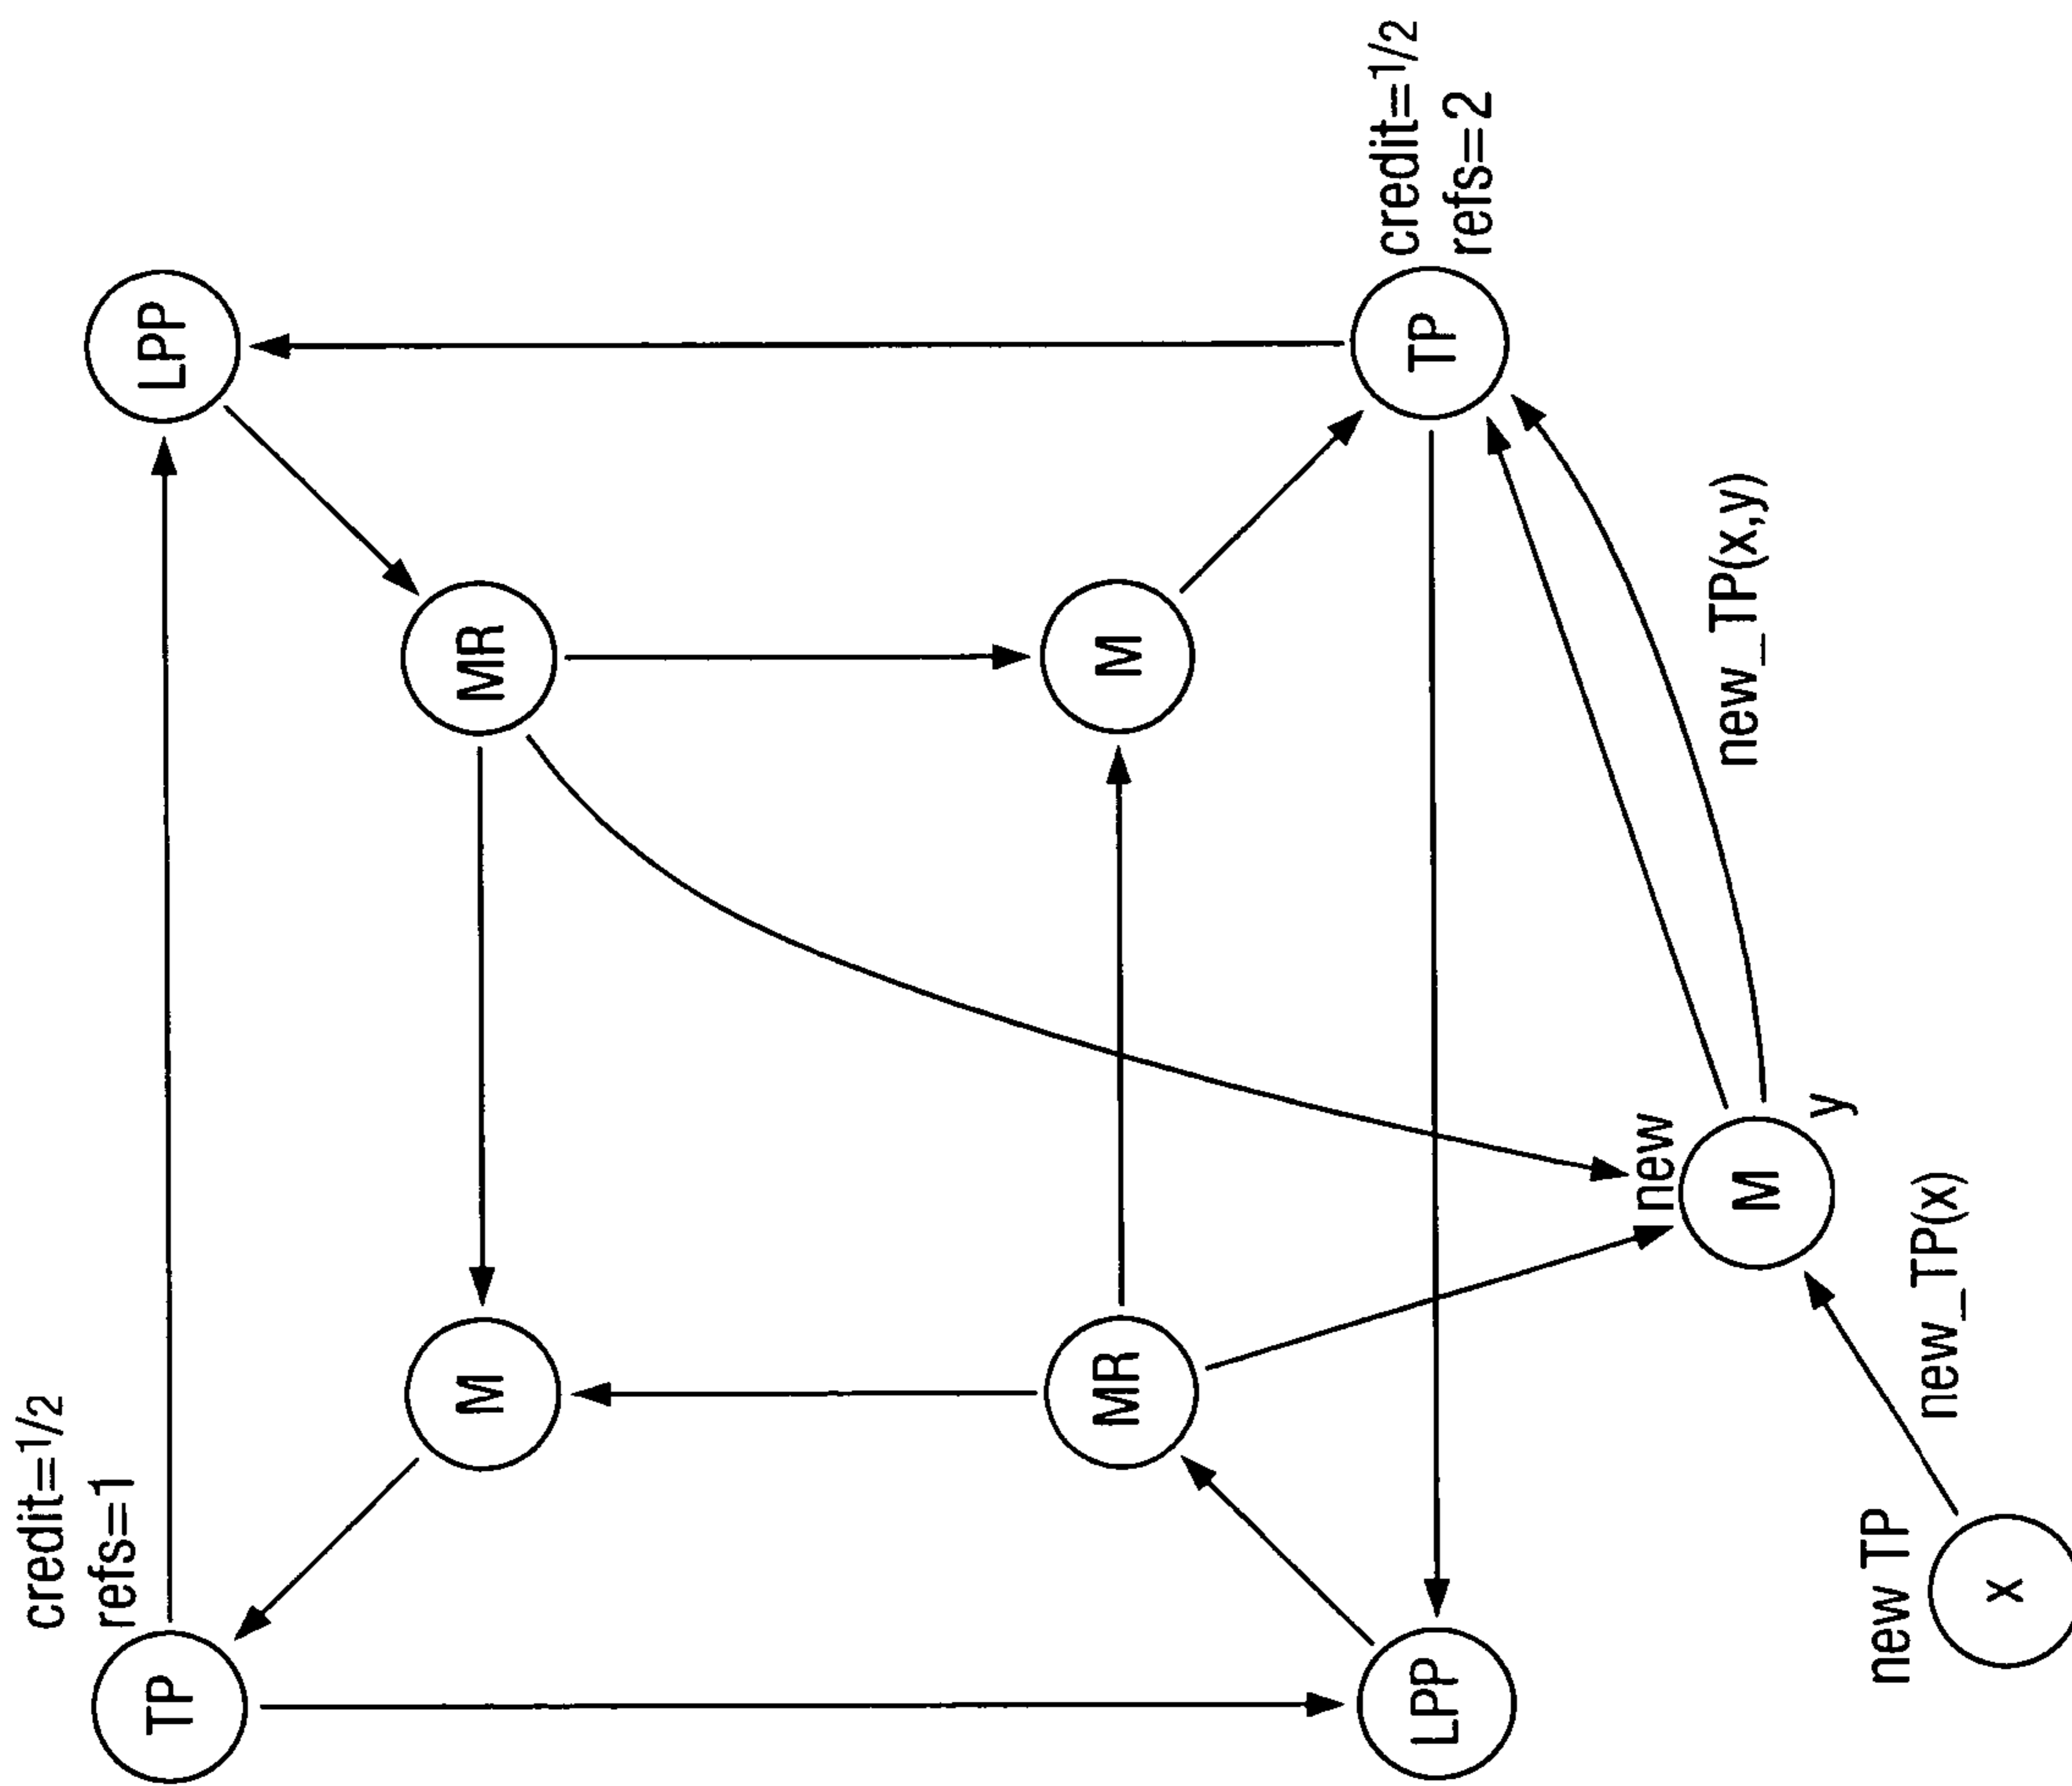 credit=1/2
refs=1
TP
LPP
M
MR
MR
M
LPP
TP
credit=1/2
refs=2
new
M
new_TP(x,y)
y
new TP
new_TP(x)
x